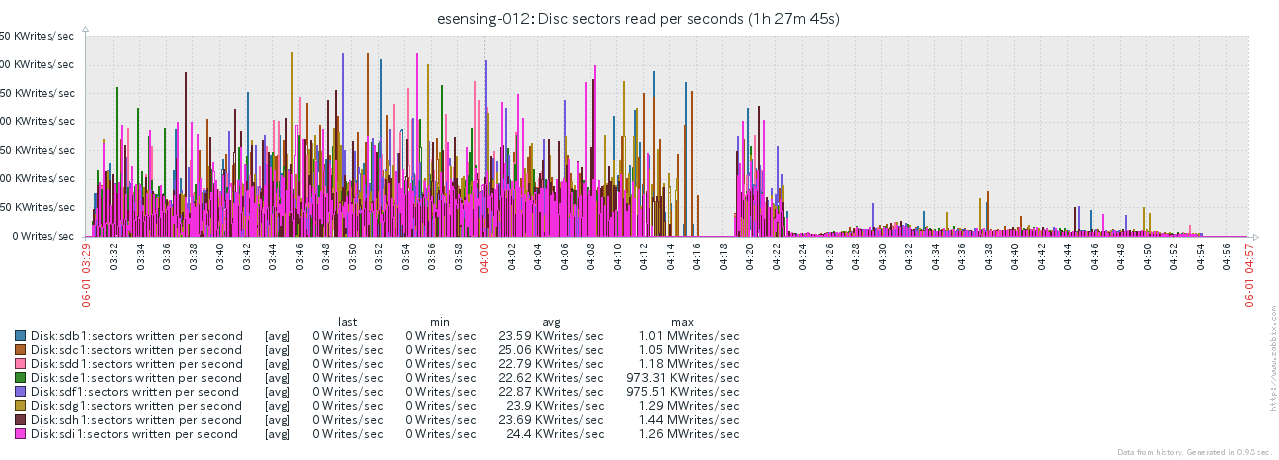 esensing-012: Disc sectors read per seconds (1h 27m 45s)
50 KWrites/sec
00 KWrites/sec
50 KWrites/sec
00 KWrites/sec
50 KWrites/sec
00 KWrites/sec
50 KWrites/sec
0 Writes/sec
06-01 03:29 03:32 03:34 03:36 03:38 03:40 03:42 03:44 03:46 03:48 03:50 03:52 03:54 03:56 03:58 04:00 04:02 04:04 04:06 04:08 04:10 04:12 04:14 04:16 04:18 04:20 04:22 04:24 04:26 04:28 04:30 04:32 04:34 04:36 04:38 04:40 04:42 04:44 04:46 04:48 04:50 04:52 04:54 04:56 06-01 04:57
last min avg max
Disk:sdb1:sectors written per second [avg] 0 Writes/sec 0 Writes/sec 23.59 KWrites/sec 1.01 MWrites/sec
Disk:sdc1:sectors written per second [avg] 0 Writes/sec 0 Writes/sec 25.06 KWrites/sec 1.05 MWrites/sec
Disk:sdd1:sectors written per second [avg] 0 Writes/sec 0 Writes/sec 22.79 KWrites/sec 1.18 MWrites/sec
Disk:sde1:sectors written per second [avg] 0 Writes/sec 0 Writes/sec 22.62 KWrites/sec 973.31 KWrites/sec
Disk:sdf1:sectors written per second [avg] 0 Writes/sec 0 Writes/sec 22.87 KWrites/sec 975.51 KWrites/sec
Disk:sdg1:sectors written per second [avg] 0 Writes/sec 0 Writes/sec 23.9 KWrites/sec 1.29 MWrites/sec
Disk:sdh1:sectors written per second [avg] 0 Writes/sec 0 Writes/sec 23.69 KWrites/sec 1.44 MWrites/sec
Disk:sdi1:sectors written per second [avg] 0 Writes/sec 0 Writes/sec 24.4 KWrites/sec 1.26 MWrites/sec
http://www.zabbix.com
Data from history. Generated in 0.98 sec.